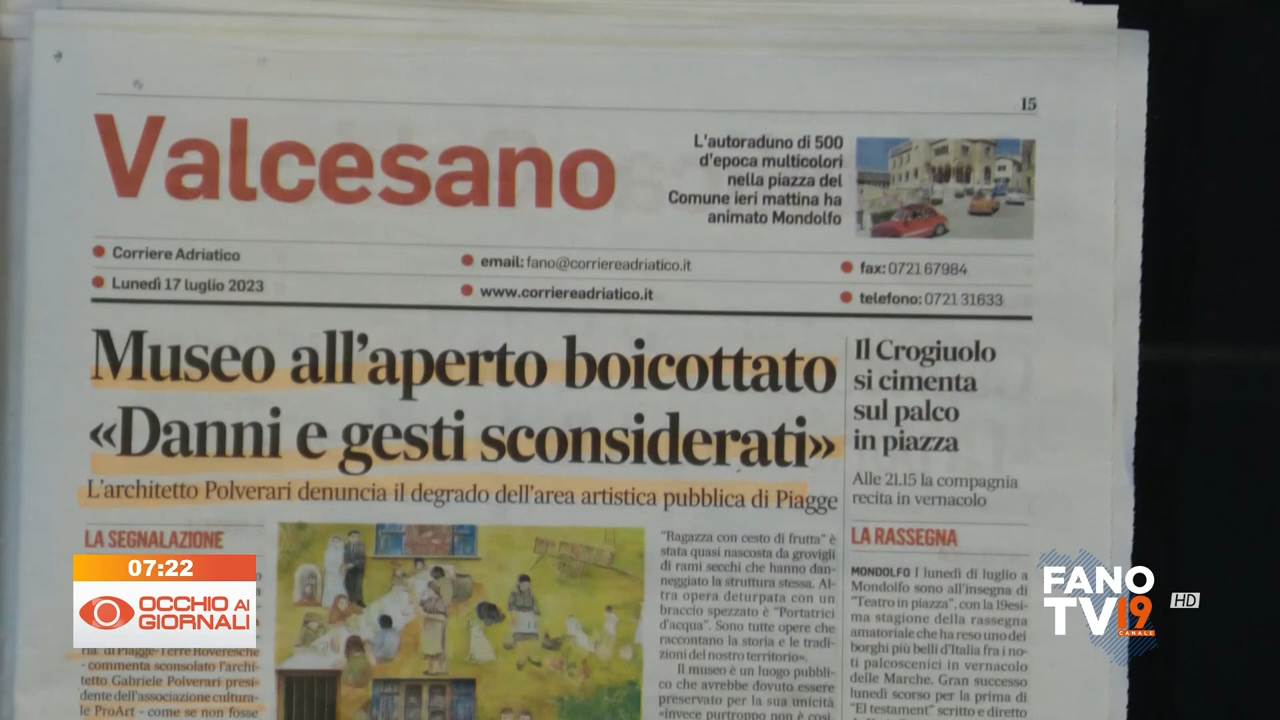 15
Valcesano
L'autoraduno di 500
d'epoca multicolori
nella piazza del
Comune ieri mattina ha
animato Mondolfo
Corriere Adriatico
email: fano@corriereadriatico.it
fax: 0721 67984
Lunedì 17 luglio 2023
www.corriereadriatico.it
telefono: 0721 31633
Museo all'aperto boicottato
«Danni e gesti sconsiderati»
L'architetto Polverari denuncia il degrado dell'area artistica pubblica di Piagge
Il Crogiuolo
si cimenta
sul palco
in piazza
Alle 21.15 la compagnia
recita in vernacolo
LA SEGNALAZIONE
di Piagge-Terre Roveresche
- commenta sconsolato l'archi-
tetto Gabriele Polverari presi-
dente dell'associazione cultura-
le ProArt - come se non fosse
"Ragazza con cesto di frutta" è
stata quasi nascosta da grovigli
di rami secchi che hanno dan-
neggiato la struttura stessa. Al-
tra opera deturpata con un
braccio spezzato è "Portatrici
d'acqua". Sono tutte opere che
raccontano la storia e le tradi-
zioni del nostro territorio».
Il museo è un luogo pubbli-
co che avrebbe dovuto essere
preservato per la sua unicità
«invece purtroppo non è così
LA RASSEGNA
MONDOLFO I lunedì di luglio a
Mondolfo sono all'insegna di
"Teatro in piazza", con la 19esi-
ma stagione della rassegna
amatoriale che ha reso uno dei
borghi più belli d'Italia fra i no-
ti palcoscenici in vernacolo
delle Marche. Gran successo
lunedì scorso per la prima di
"El testament" scritto e diretto
07:22
OCCHIO AI
GIORNALI
FANO
TV19
CANALE
HD